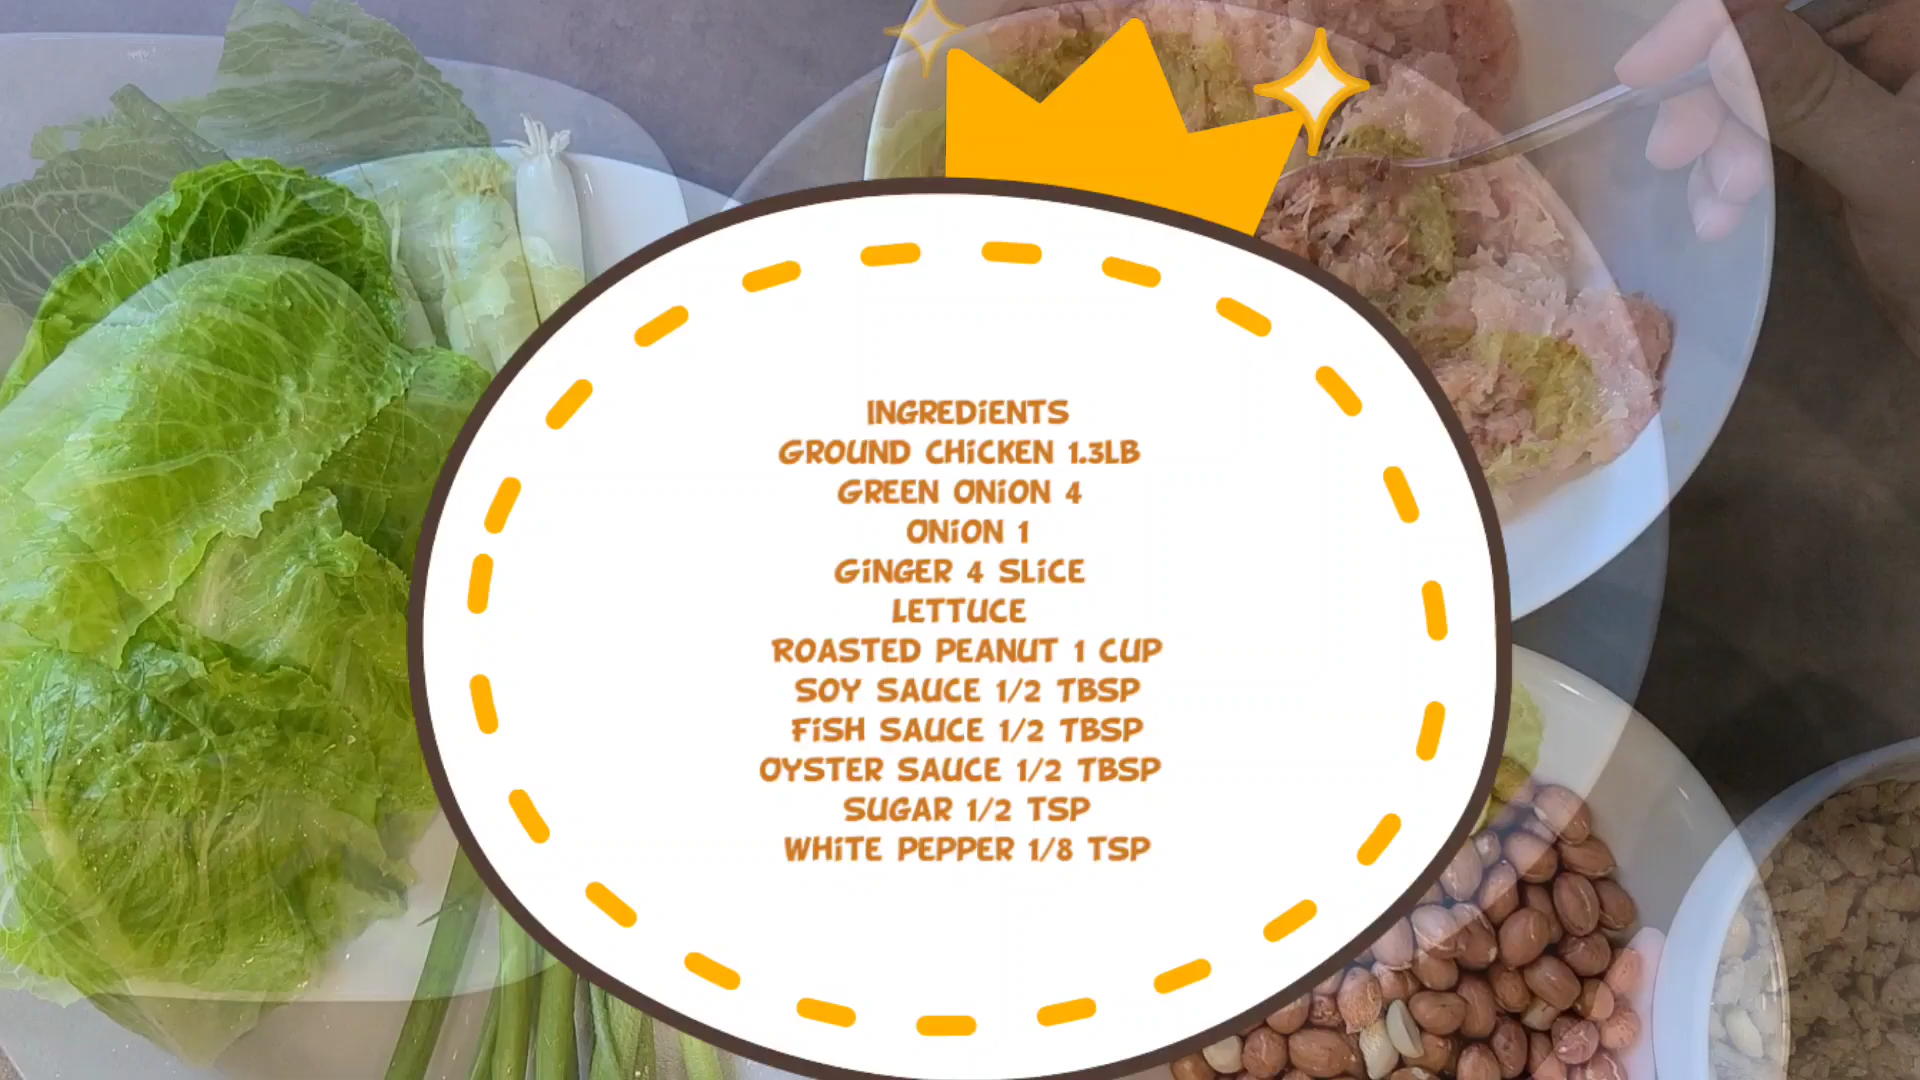 INGREDiENTS
GROUND CHiCKEN 1.3LB
GREEN ONiON 4
ONiON 1
GiNGER 4 SLiCE
LETTUCE
ROASTED PEANUT 1 CUP
SOY SAUCE 1/2 TBSP
FiSH SAUCE 1/2 TBSP
OYSTER SAUCE 1/2 TBSP
SUGAR 1/2 TSP
WHiTE PEPPER 1/8 TSP